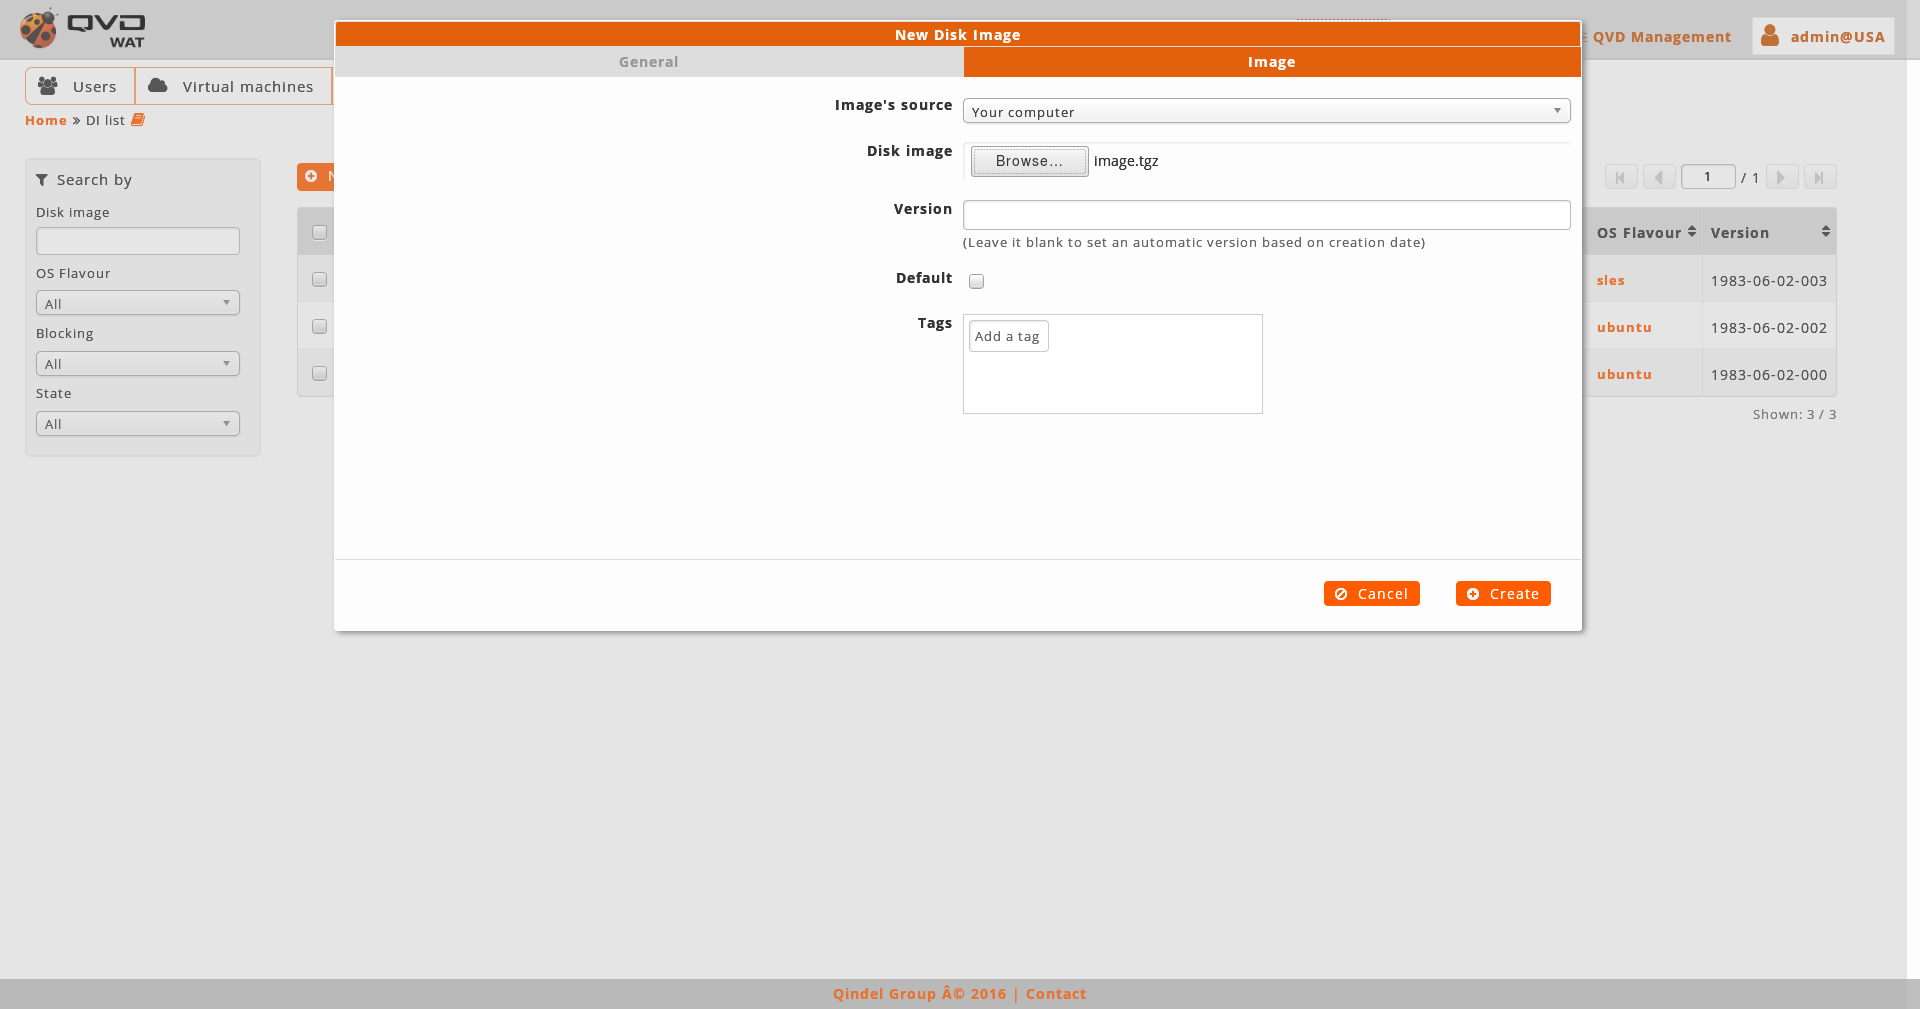 QVD
WAT
New Disk Image
QVD Management
admin@USA
General
Image
Users
Virtual machines
Home » DI list
Image's source
Your computer
Disk image
Browse...
image.tgz
Version
(Leave it blank to set an automatic version based on creation date)
Default
Tags
Add a tag
Cancel
Create
Search by
Disk image
OS Flavour
All
Blocking
All
State
All
1
/ 1
OS Flavour
Version
sles
1983-06-02-003
ubuntu
1983-06-02-002
ubuntu
1983-06-02-000
Shown: 3 / 3
Qindel Group Â© 2016 | Contact